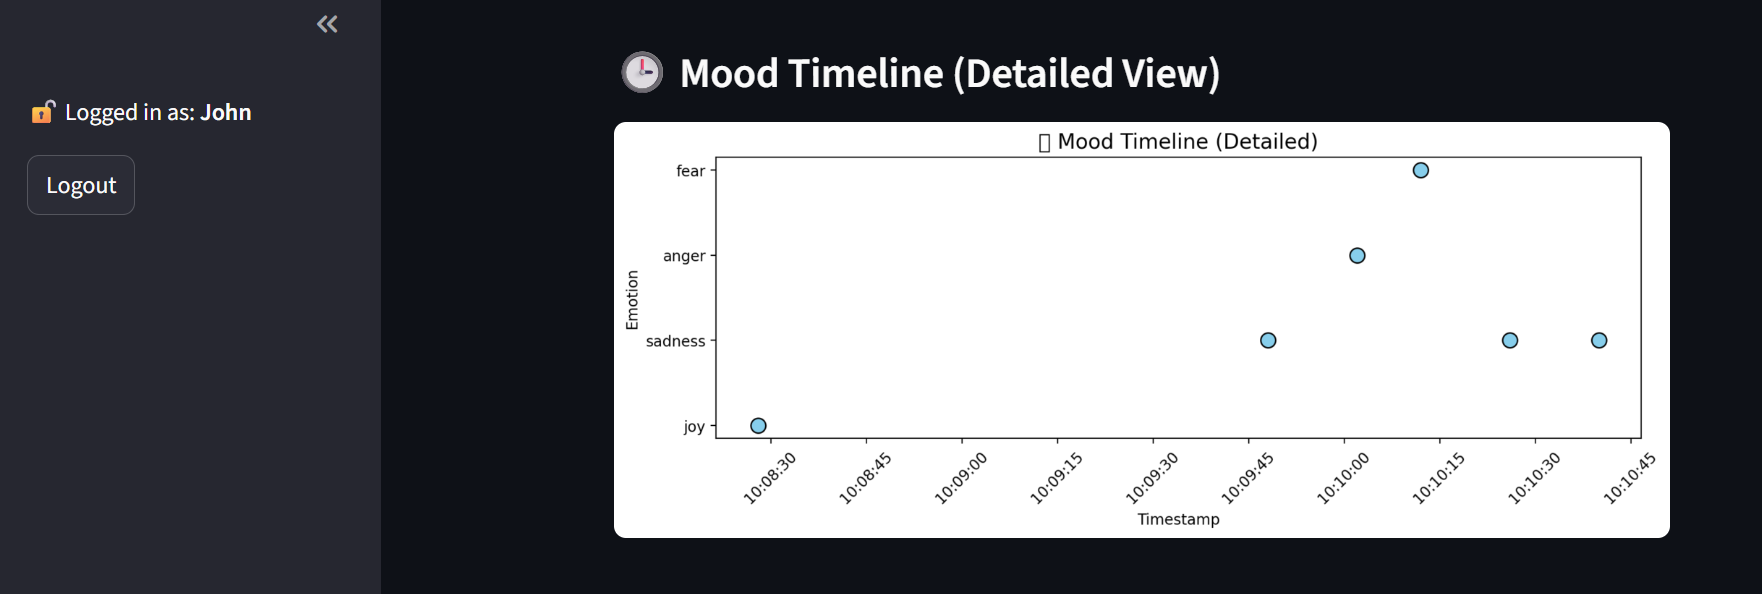 Logged in as: John
Logout
Mood Timeline (Detailed View)
Mood Timeline (Detailed)
fear
anger
sadness
joy
Emotion
10:08:30
10:08:45
10:09:00
10:09:15
10:09:30
10:09:45
10:10:00
10:10:15
10:10:30
10:10:45
Timestamp